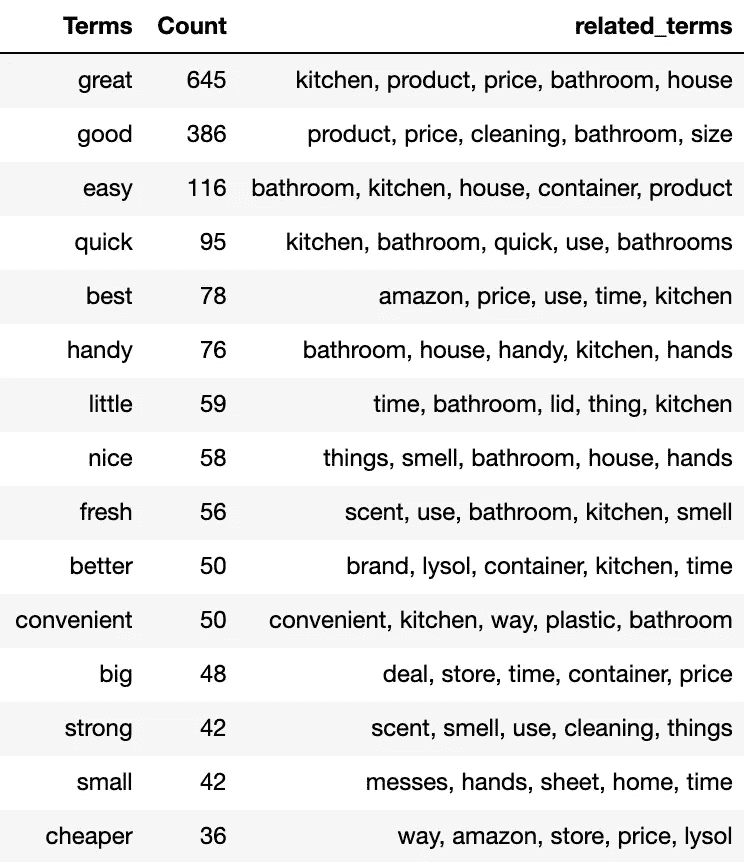 Terms Count related_terms
great 645 kitchen, product, price, bathroom, house
good 386 product, price, cleaning, bathroom, size
easy 116 bathroom, kitchen, house, container, product
quick 95 kitchen, bathroom, quick, use, bathrooms
best 78 amazon, price, use, time, kitchen
handy 76 bathroom, house, handy, kitchen, hands
little 59 time, bathroom, lid, thing, kitchen
nice 58 things, smell, bathroom, house, hands
fresh 56 scent, use, bathroom, kitchen, smell
better 50 brand, lysol, container, kitchen, time
convenient 50 convenient, kitchen, way, plastic, bathroom
big 48 deal, store, time, container, price
strong 42 scent, smell, use, cleaning, things
small 42 messes, hands, sheet, home, time
cheaper 36 way, amazon, store, price, lysol